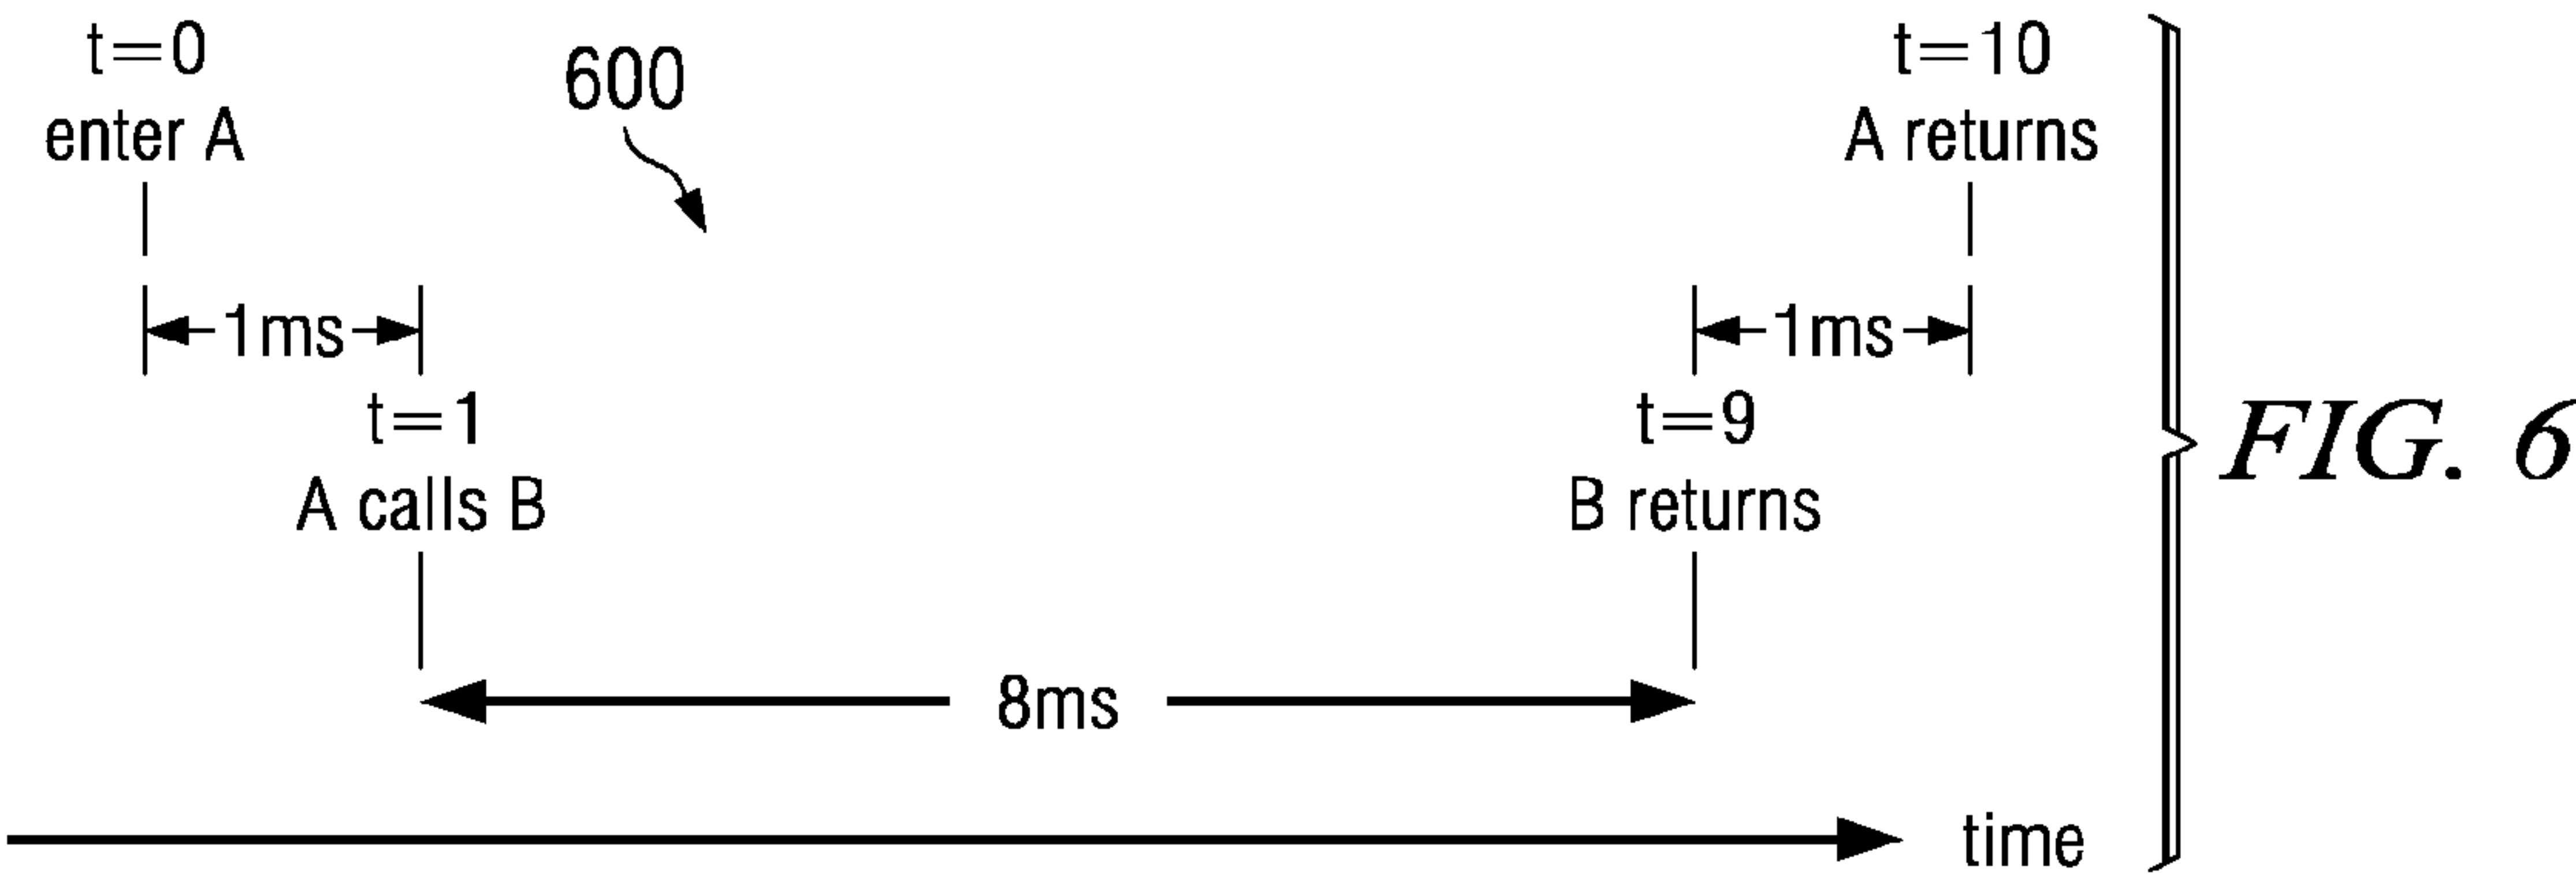 t=0
enter A
600
t=10
A returns
1ms
1ms
t=1
A calls B
t=9
B returns
8ms
time
FIG. 6